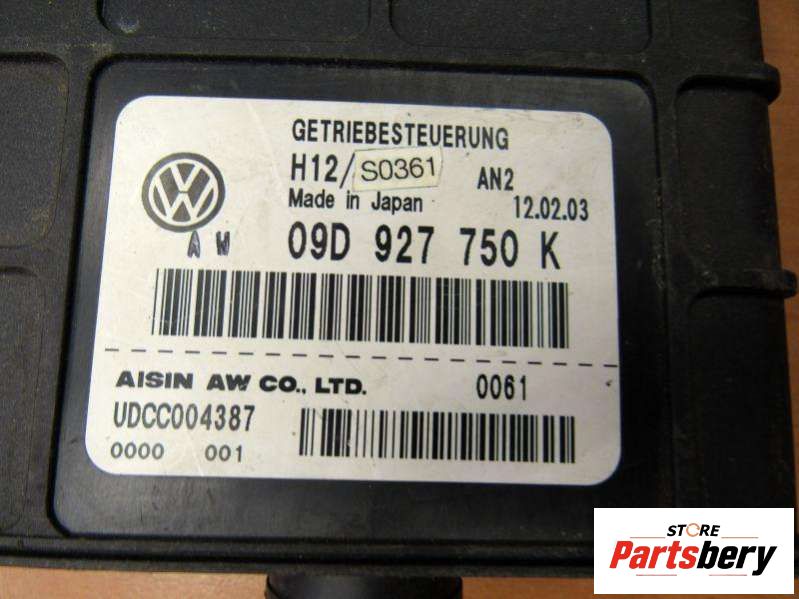 GETRIEBESTEUERUNG
H12/S0361 AN2
Made in Japan 12.02.03
A W
09D 927 750 K
AISIN AW CO., LTD. 0061
UDCC004387
0000 001
STORE
Partsbery